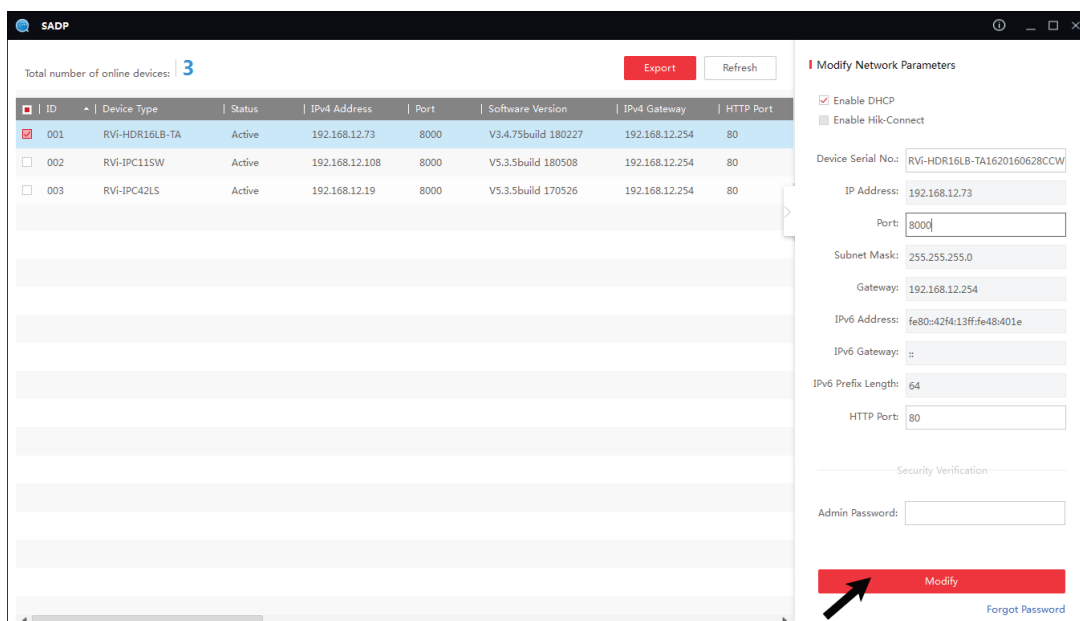 SADP
Total number of online devices: 3
Export
Refresh
ID Device Type Status IPv4 Address Port Software Version IPv4 Gateway HTTP Port
001 RVi-HDR16LB-TA Active 192.168.12.73 8000 V3.4.75build 180227 192.168.12.254 80
002 RVi-IPC11SW Active 192.168.12.108 8000 V5.3.5build 180508 192.168.12.254 80
003 RVi-IPC42LS Active 192.168.12.19 8000 V5.3.5build 170526 192.168.12.254 80
Modify Network Parameters
Enable DHCP
Enable Hik-Connect
Device Serial No.: RVi-HDR16LB-TA1620160628CCW
IP Address: 192.168.12.73
Port: 8000
Subnet Mask: 255.255.255.0
Gateway: 192.168.12.254
IPv6 Address: fe80::42f4:13ff:fe48:401e
IPv6 Gateway: ::
IPv6 Prefix Length: 64
HTTP Port: 80
Security Verification
Admin Password:
Modify
Forgot Password